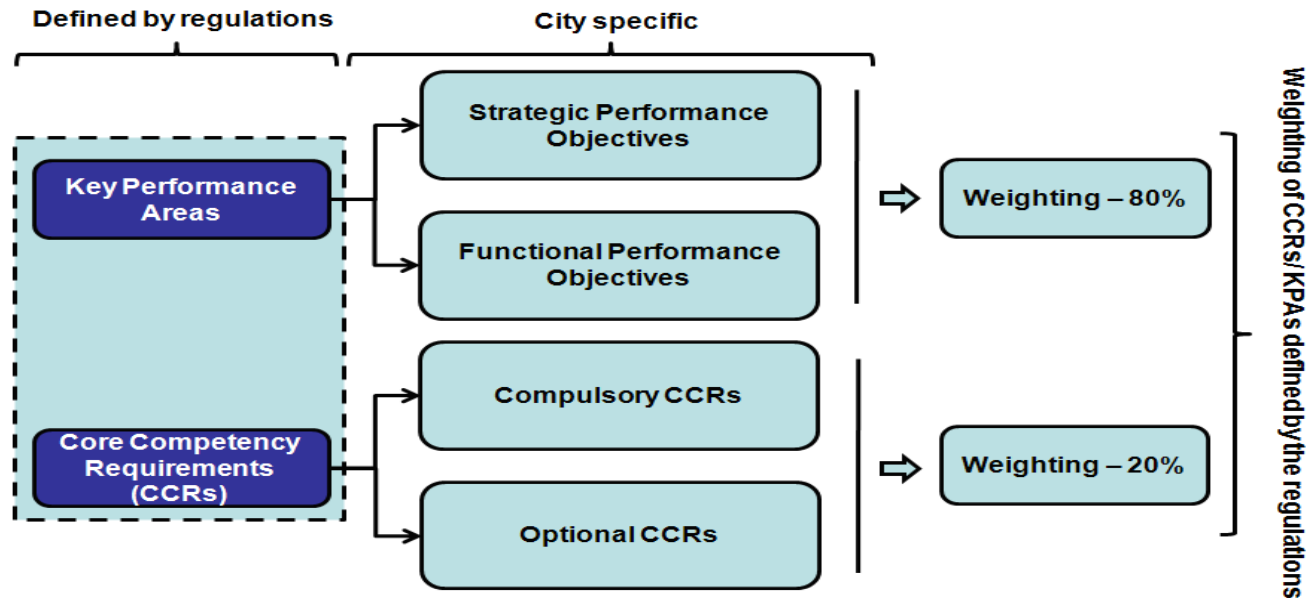 Defined by regulations
City specific
Key Performance
Areas
Strategic Performance
Objectives
Functional Performance
Objectives
Weighting – 80%
Core Competency
Requirements
(CCRs)
Compulsory CCRs
Optional CCRs
Weighting – 20%
Weighting of CCRs/ KPAs defined by the regulations